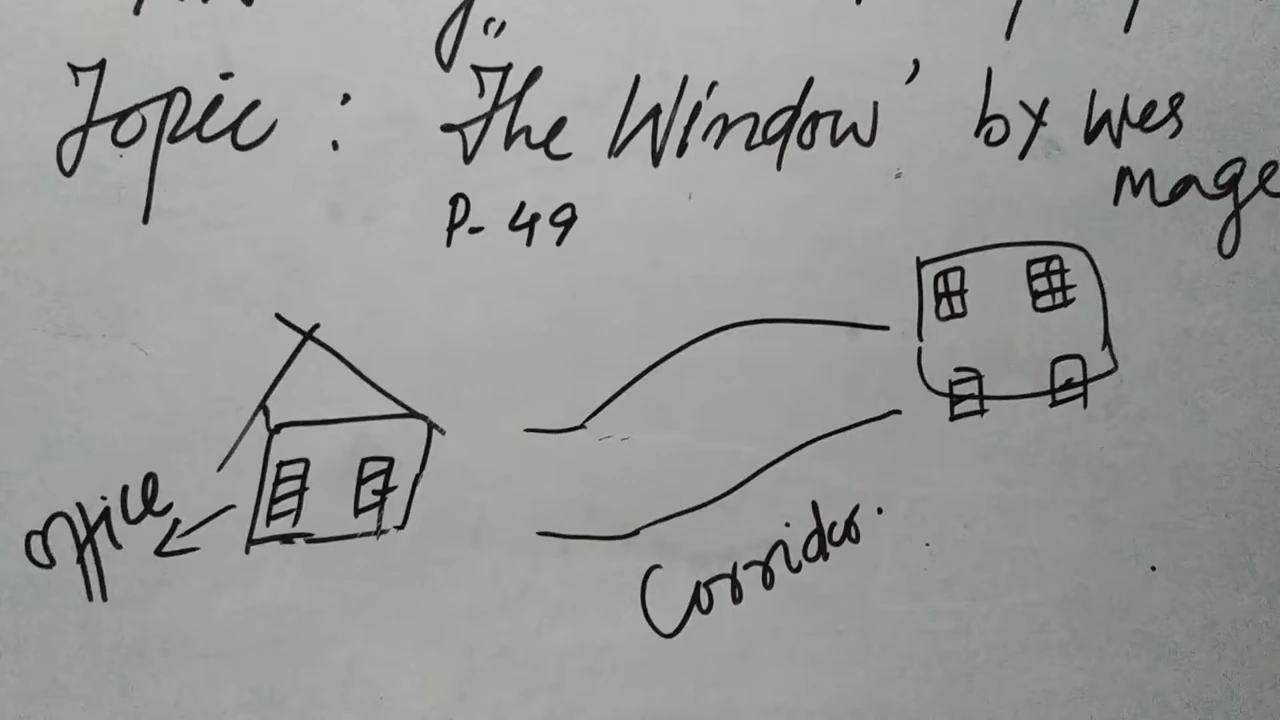 Topic : "The Window' by Wes
Mage
P- 49
Office
Corridor.